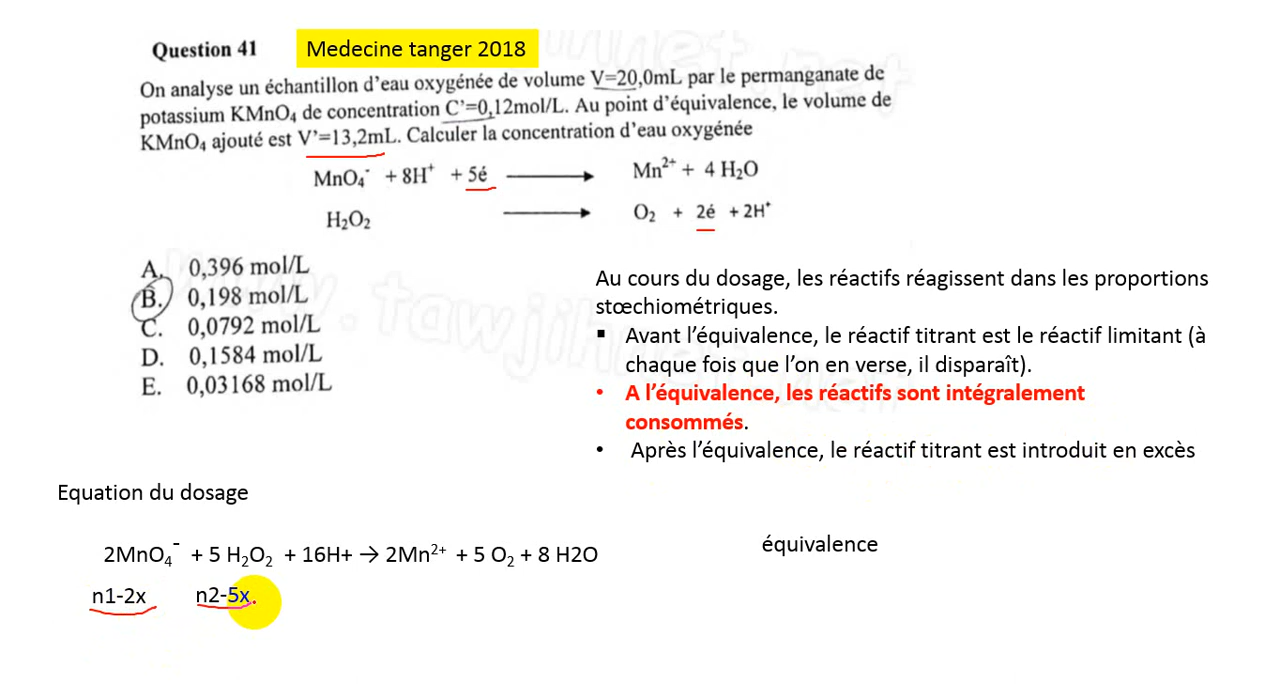 Question 41
Medecine tanger 2018
On analyse un échantillon d'eau oxygénée de volume V=20,0mL par le permanganate de
potassium KMnO₄ de concentration C'=0,12mol/L. Au point d'équivalence, le volume de
KMnO₄ ajouté est V'=13,2mL. Calculer la concentration d'eau oxygénée
MnO₄⁻ + 8H⁺ + 5é ⟶ Mn²⁺ + 4 H₂O
H₂O₂ ⟶ O₂ + 2é + 2H⁺
A. 0,396 mol/L
B. 0,198 mol/L
C. 0,0792 mol/L
D. 0,1584 mol/L
E. 0,03168 mol/L
Au cours du dosage, les réactifs réagissent dans les proportions
stœchiométriques.
▪ Avant l'équivalence, le réactif titrant est le réactif limitant (à
chaque fois que l'on en verse, il disparaît).
• A l'équivalence, les réactifs sont intégralement
consommés.
• Après l'équivalence, le réactif titrant est introduit en excès
Equation du dosage
2MnO₄⁻ + 5 H₂O₂ + 16H+ → 2Mn²⁺ + 5 O₂ + 8 H2O
équivalence
n1-2x n2-5x.
www.tawjihnet.net